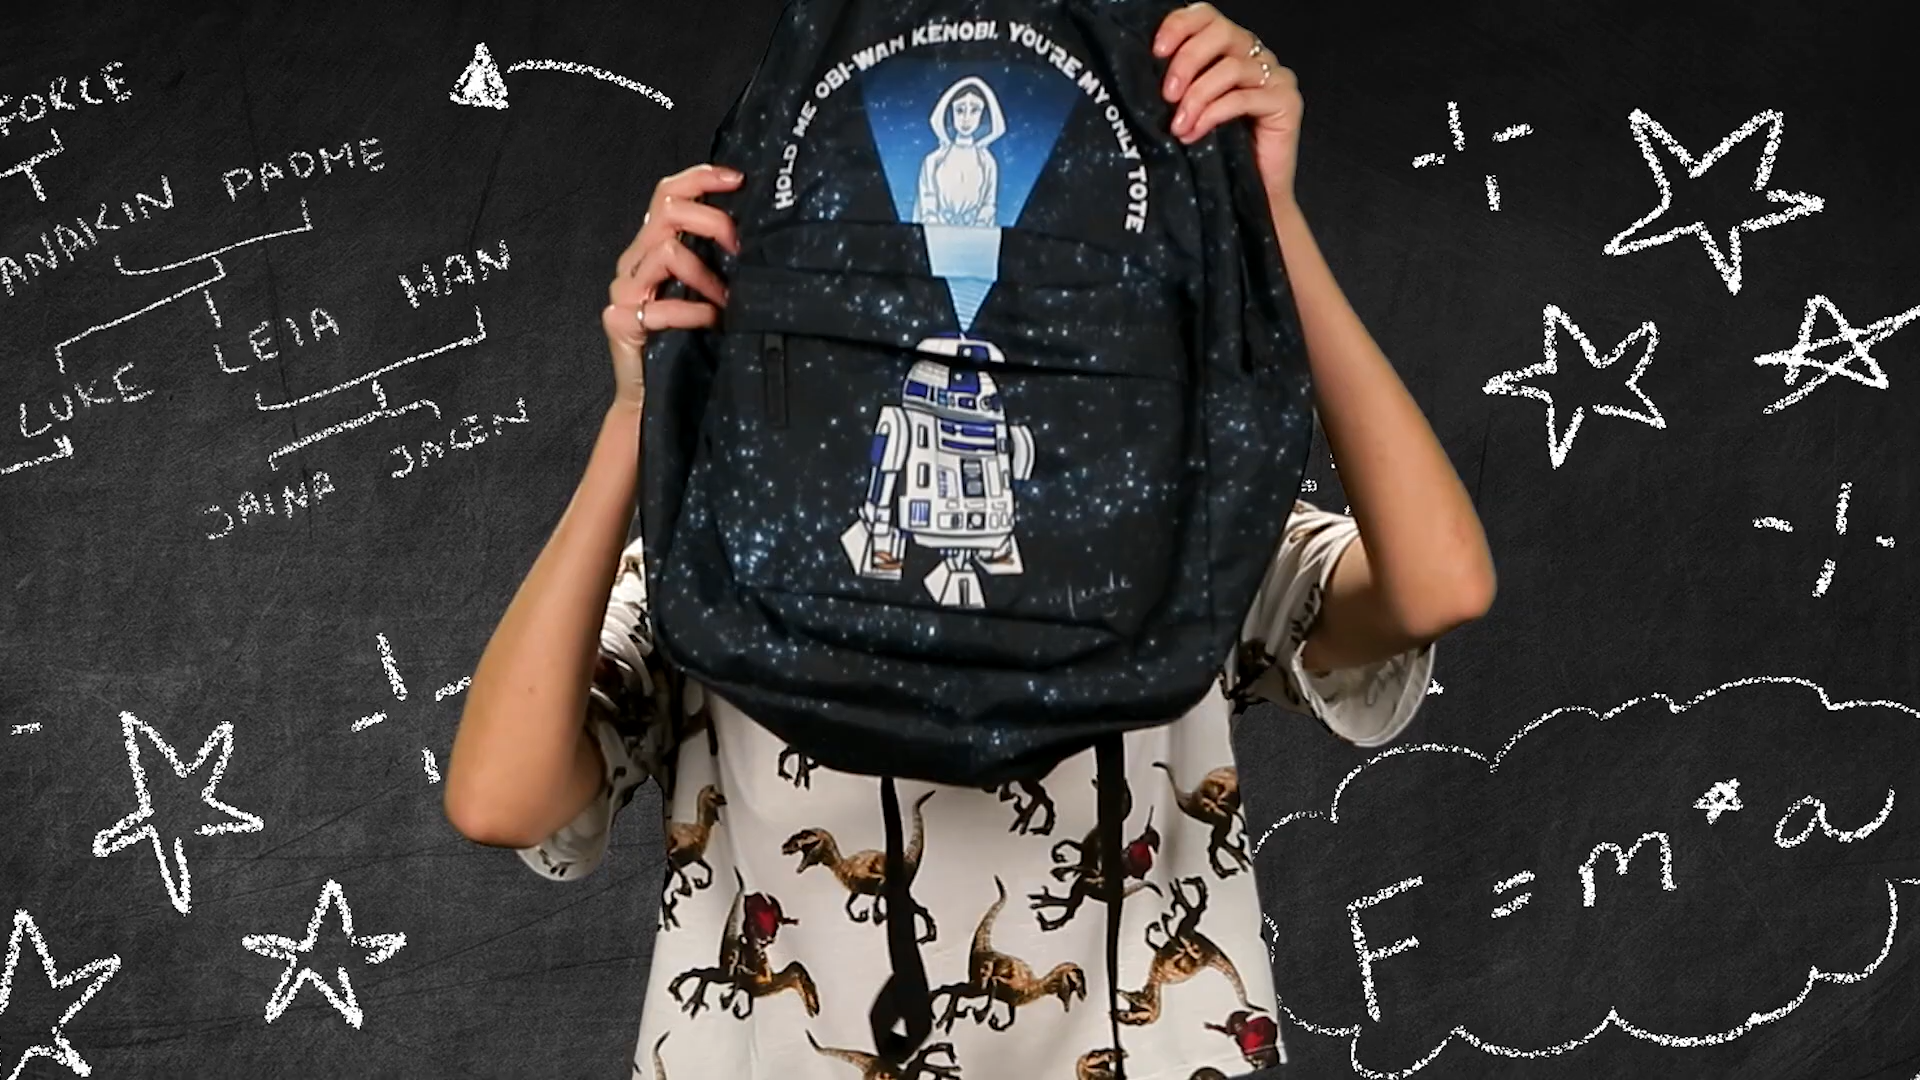 FORCE
ANAKIN PADME
LUKE LEIA HAN
JAINA JACEN
HOLD ME OBI-WAN KENOBI, YOU'RE MY ONLY TOTE
F = m * a